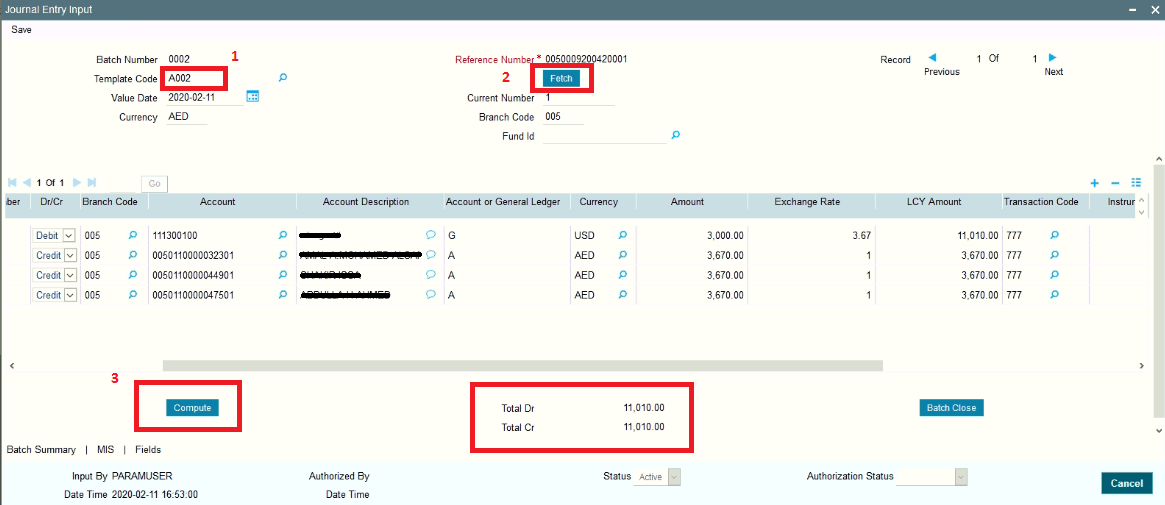 Journal Entry Input
Save
Batch Number 0002 1 Reference Number * 0050009200420001 Record Previous 1 Of 1 Next
Template Code A002 2 Fetch
Value Date 2020-02-11 Current Number 1
Currency AED Branch Code 005
Fund Id
1 Of 1 Go
ber Dr/Cr Branch Code Account Account Description Account or General Ledger Currency Amount Exchange Rate LCY Amount Transaction Code Instrum
Debit 005 111300100 G USD 3,000.00 3.67 11,010.00 777
Credit 005 0050110000032301 A AED 3,670.00 1 3,670.00 777
Credit 005 0050110000044901 A AED 3,670.00 1 3,670.00 777
Credit 005 0050110000047501 A AED 3,670.00 1 3,670.00 777
3
Compute Total Dr 11,010.00 Batch Close
Total Cr 11,010.00
Batch Summary | MIS | Fields
Input By PARAMUSER Authorized By Status Active Authorization Status
Date Time 2020-02-11 16:53:00 Date Time Cancel